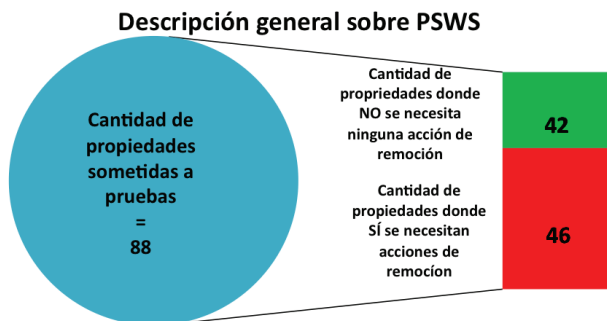 Descripción general sobre PSWS
Cantidad de
propiedades
sometidas a
pruebas
=
88
Cantidad de
propiedades donde
NO se necesita
ninguna acción de
remoción
42
Cantidad de
propiedades donde
SÍ se necesitan
acciones de
remocíon
46